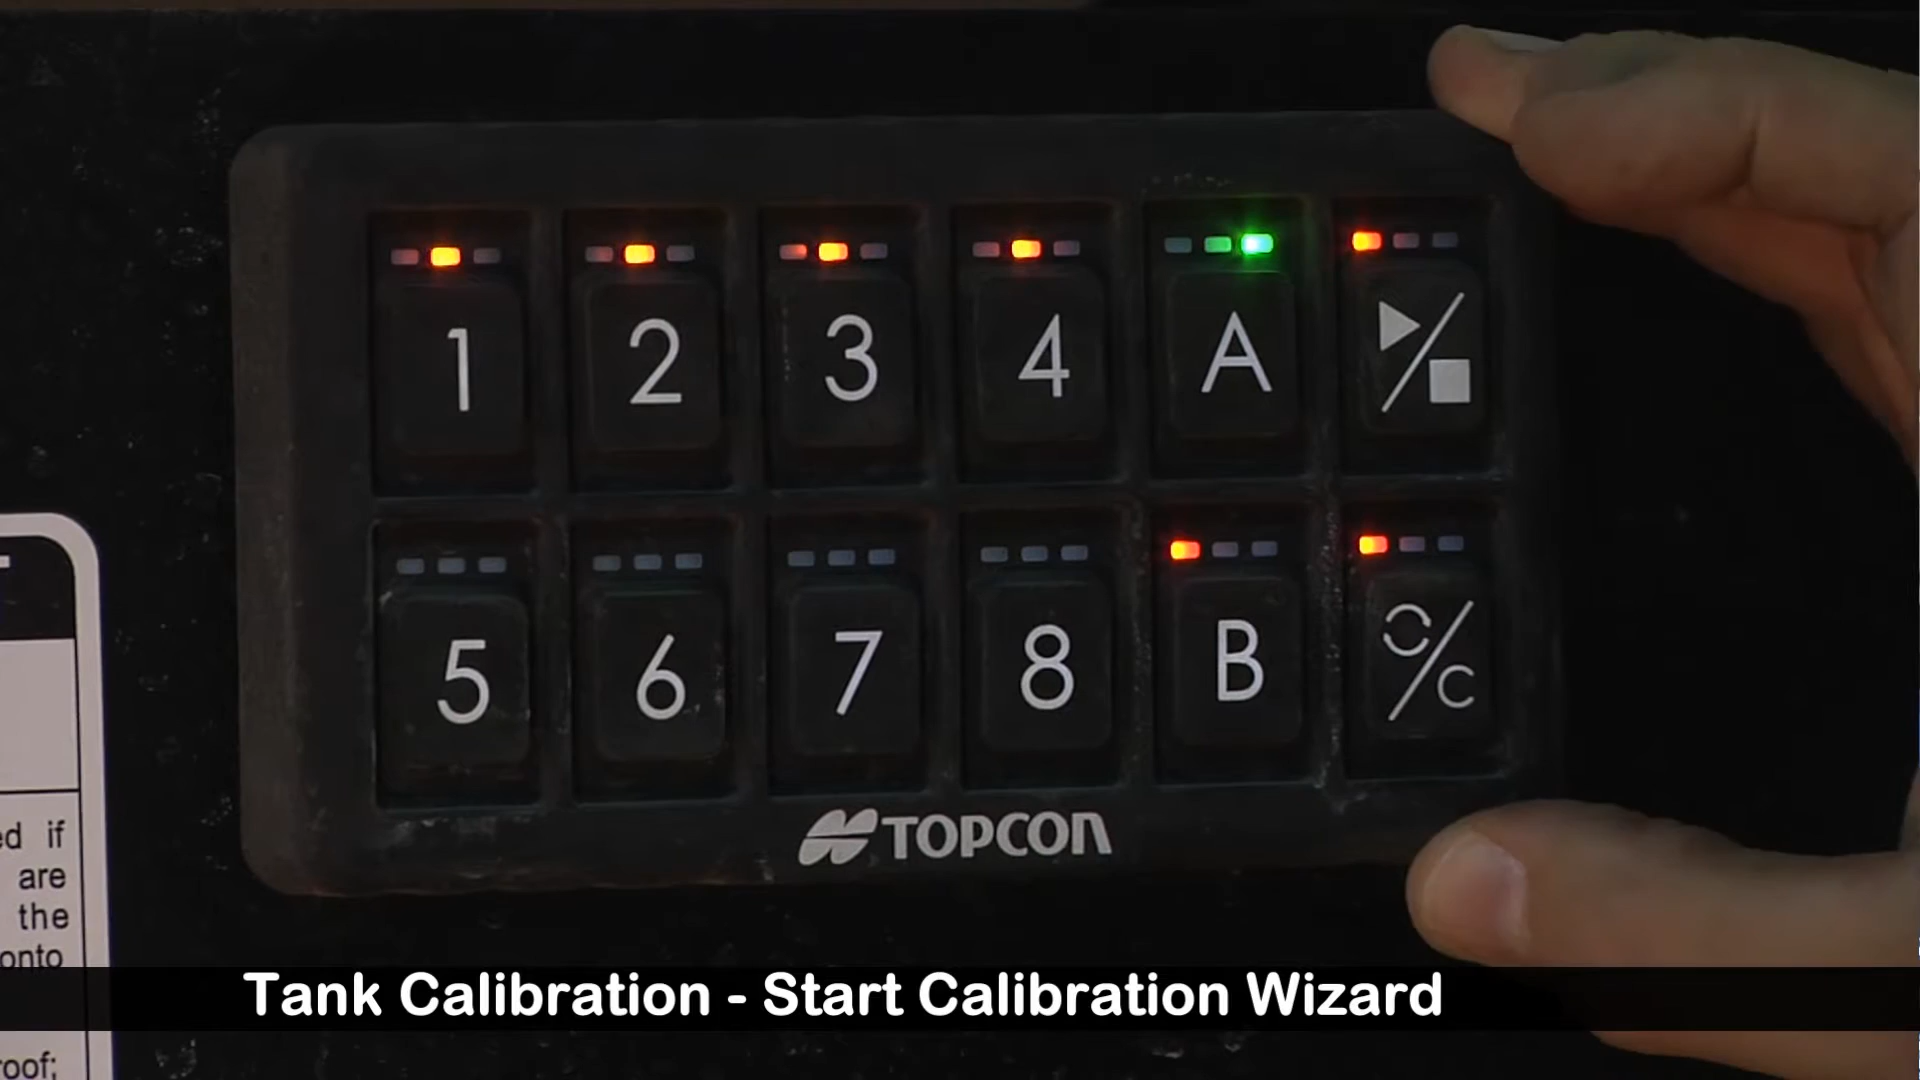 1 2 3 4 A
5 6 7 8 B C
TOPCON
ed if
are
the
onto
Tank Calibration - Start Calibration Wizard
roof;